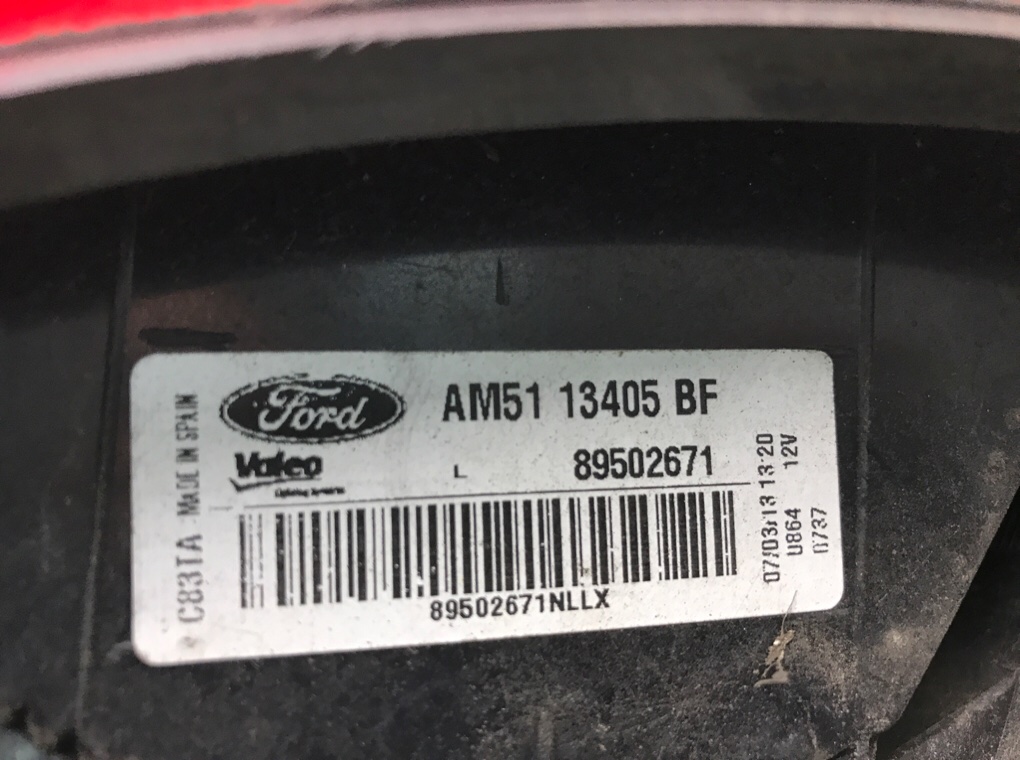 Ford
AM51 13405 BF
Valeo
L 89502671
89502671NLLX
C83TA - MADE IN SPAIN
07/03/13 13:20
U864 12V
0737